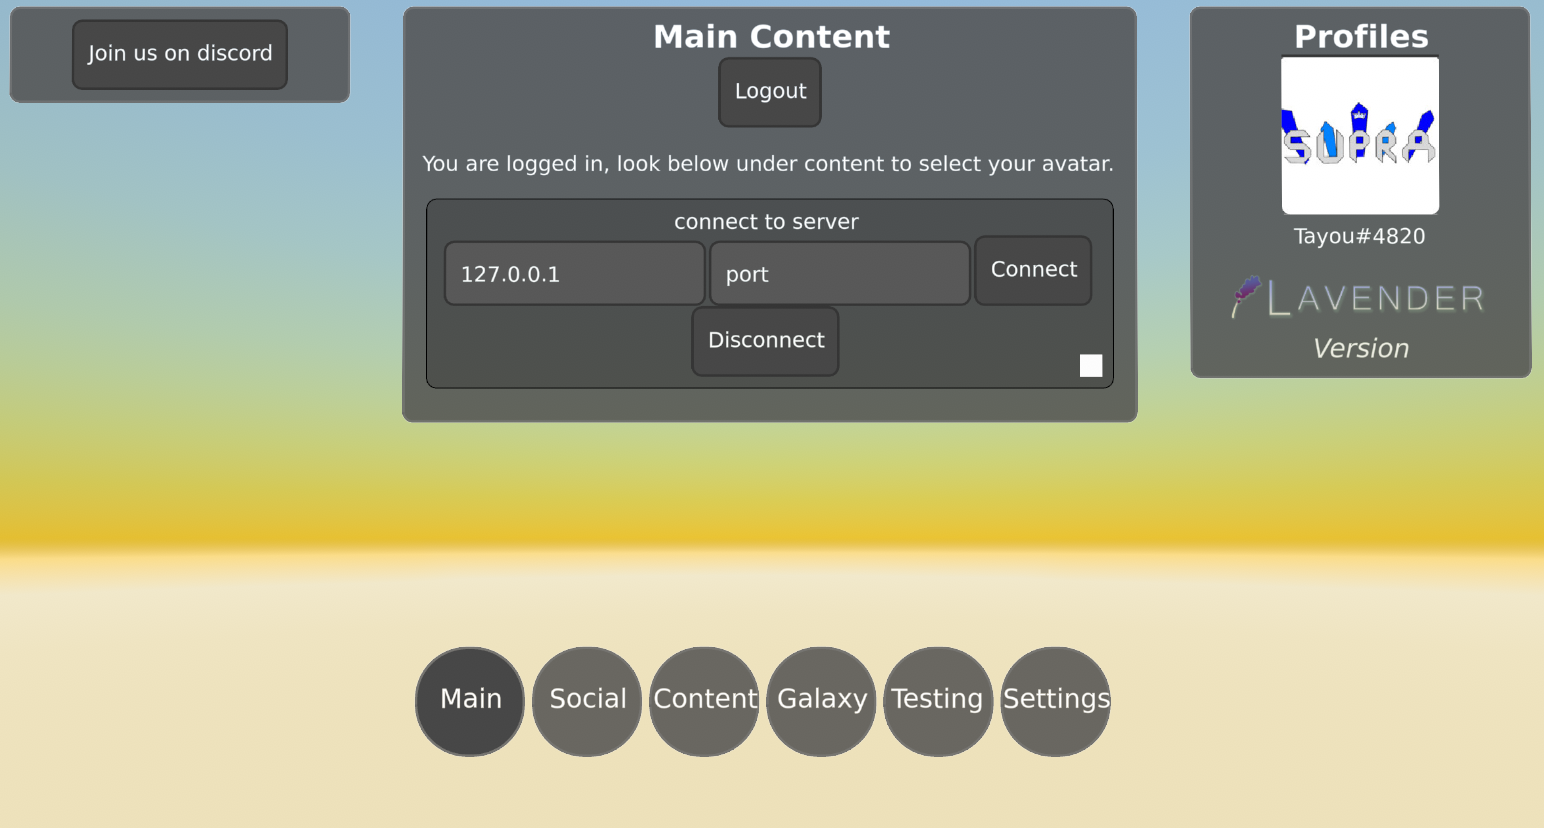 Join us on discord
Main Content
Logout
You are logged in, look below under content to select your avatar.
connect to server
127.0.0.1
port
Connect
Disconnect
Profiles
SUPRA
Tayou#4820
LAVENDER
Version
Main
Social
Content
Galaxy
Testing
Settings